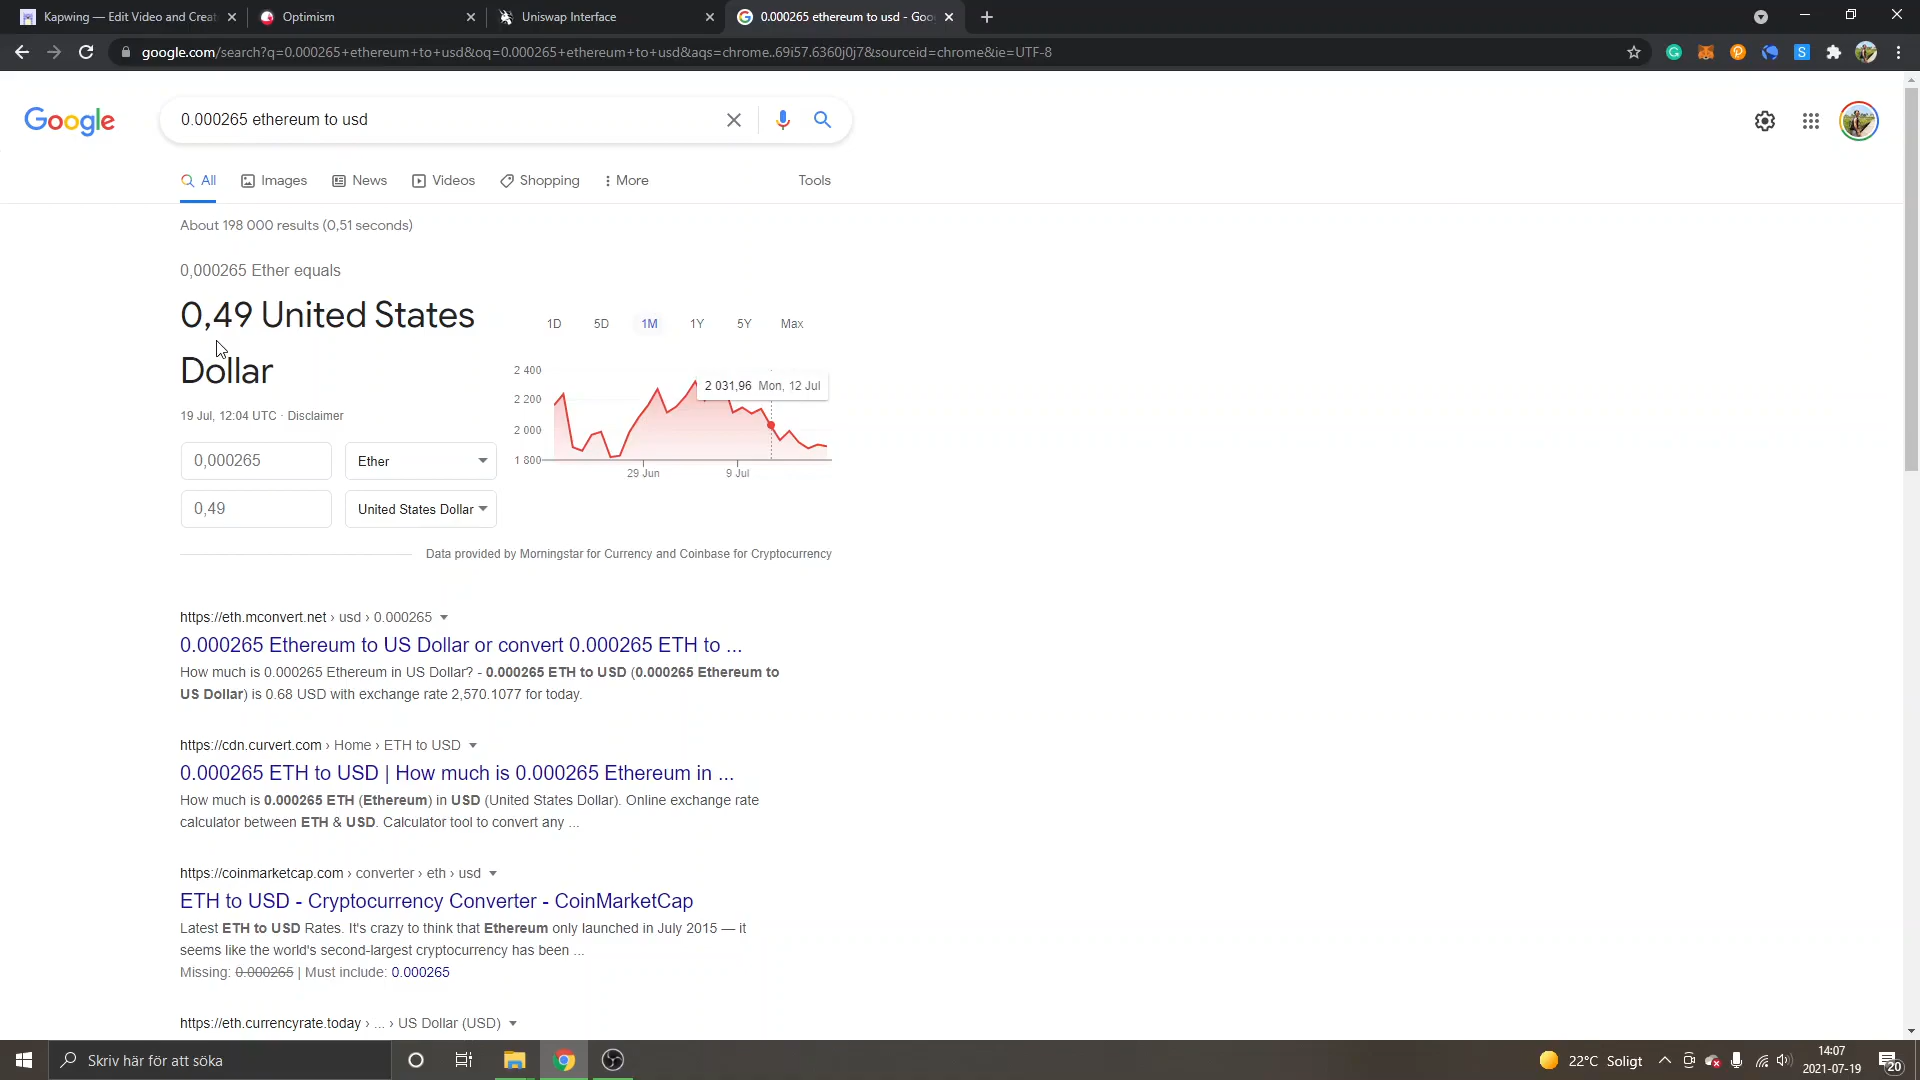 Kapwing — Edit Video and Creat
Optimism
Uniswap Interface
0.000265 ethereum to usd - Goo
google.com/search?q=0.000265+ethereum+to+usd&oq=0.000265+ethereum+to+usd&aqs=chrome..69i57.6360j0j7&sourceid=chrome&ie=UTF-8
Google
0.000265 ethereum to usd
All
Images
News
Videos
Shopping
More
Tools
About 198 000 results (0,51 seconds)
0,000265 Ether equals
0,49 United States
Dollar
19 Jul, 12:04 UTC · Disclaimer
0,000265
Ether
0,49
United States Dollar
1D 5D 1M 1Y 5Y Max
2 400
2 200
2 000
1 800
2 031,96 Mon, 12 Jul
29 Jun
9 Jul
Data provided by Morningstar for Currency and Coinbase for Cryptocurrency
https://eth.mconvert.net › usd › 0.000265
0.000265 Ethereum to US Dollar or convert 0.000265 ETH to ...
How much is 0.000265 Ethereum in US Dollar? - 0.000265 ETH to USD (0.000265 Ethereum to
US Dollar) is 0.68 USD with exchange rate 2,570.1077 for today.
https://cdn.curvert.com › Home › ETH to USD
0.000265 ETH to USD | How much is 0.000265 Ethereum in ...
How much is 0.000265 ETH (Ethereum) in USD (United States Dollar). Online exchange rate
calculator between ETH & USD. Calculator tool to convert any ...
https://coinmarketcap.com › converter › eth › usd
ETH to USD - Cryptocurrency Converter - CoinMarketCap
Latest ETH to USD Rates. It's crazy to think that Ethereum only launched in July 2015 — it
seems like the world's second-largest cryptocurrency has been ...
Missing: 0.000265 | Must include: 0.000265
https://eth.currencyrate.today › ... › US Dollar (USD)
Skriv här för att söka
22°C Soligt
14:07
2021-07-19
20